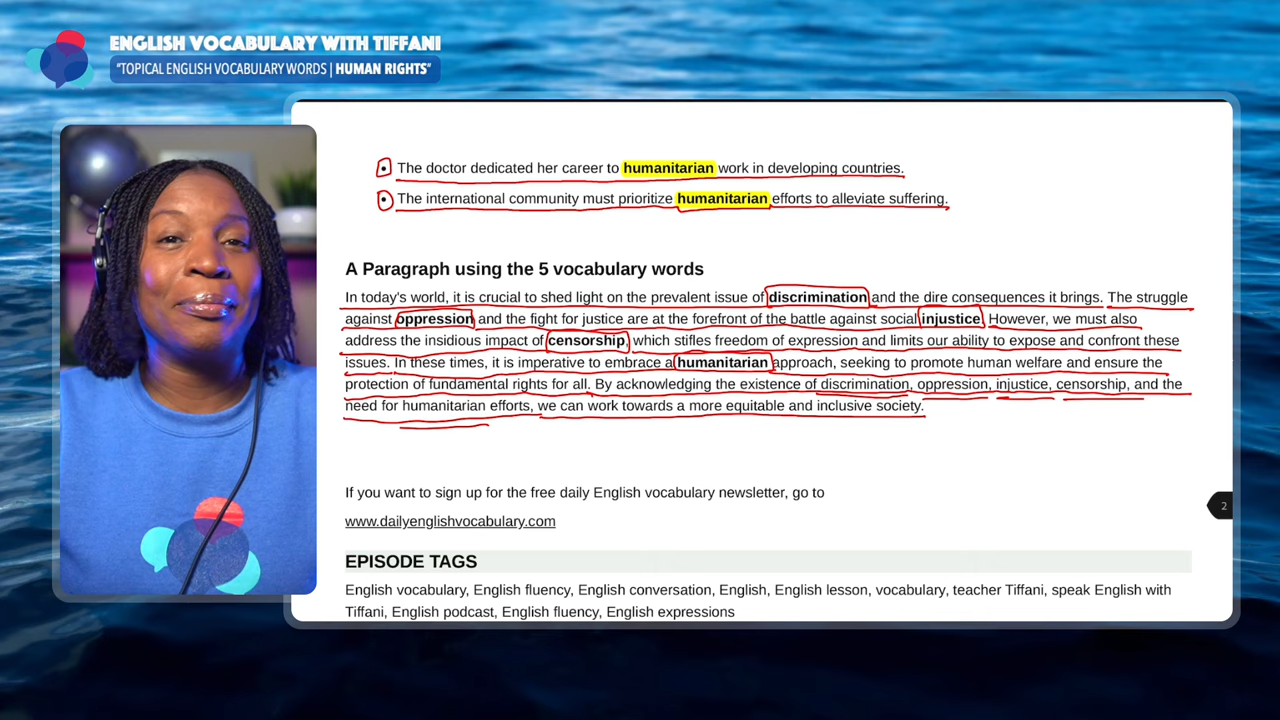 ENGLISH VOCABULARY WITH TIFFANI
"TOPICAL ENGLISH VOCABULARY WORDS | HUMAN RIGHTS"
• The doctor dedicated her career to humanitarian work in developing countries.
• The international community must prioritize humanitarian efforts to alleviate suffering.
A Paragraph using the 5 vocabulary words
In today's world, it is crucial to shed light on the prevalent issue of discrimination and the dire consequences it brings. The struggle
against oppression and the fight for justice are at the forefront of the battle against social injustice. However, we must also
address the insidious impact of censorship, which stifles freedom of expression and limits our ability to expose and confront these
issues. In these times, it is imperative to embrace a humanitarian approach, seeking to promote human welfare and ensure the
protection of fundamental rights for all. By acknowledging the existence of discrimination, oppression, injustice, censorship, and the
need for humanitarian efforts, we can work towards a more equitable and inclusive society.
If you want to sign up for the free daily English vocabulary newsletter, go to
www.dailyenglishvocabulary.com
2
EPISODE TAGS
English vocabulary, English fluency, English conversation, English, English lesson, vocabulary, teacher Tiffani, speak English with
Tiffani, English podcast, English fluency, English expressions